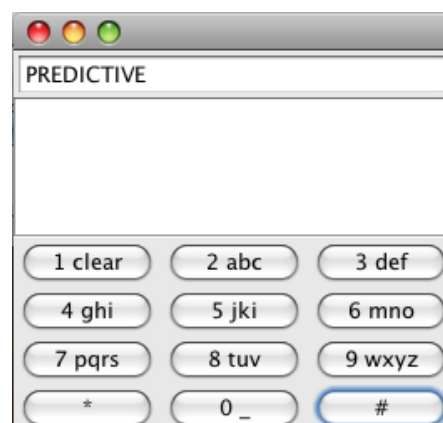 PREDICTIVE
1 clear 2 abc 3 def
4 ghi 5 jki 6 mno
7 pqrs 8 tuv 9 wxyz
* 0 _ #